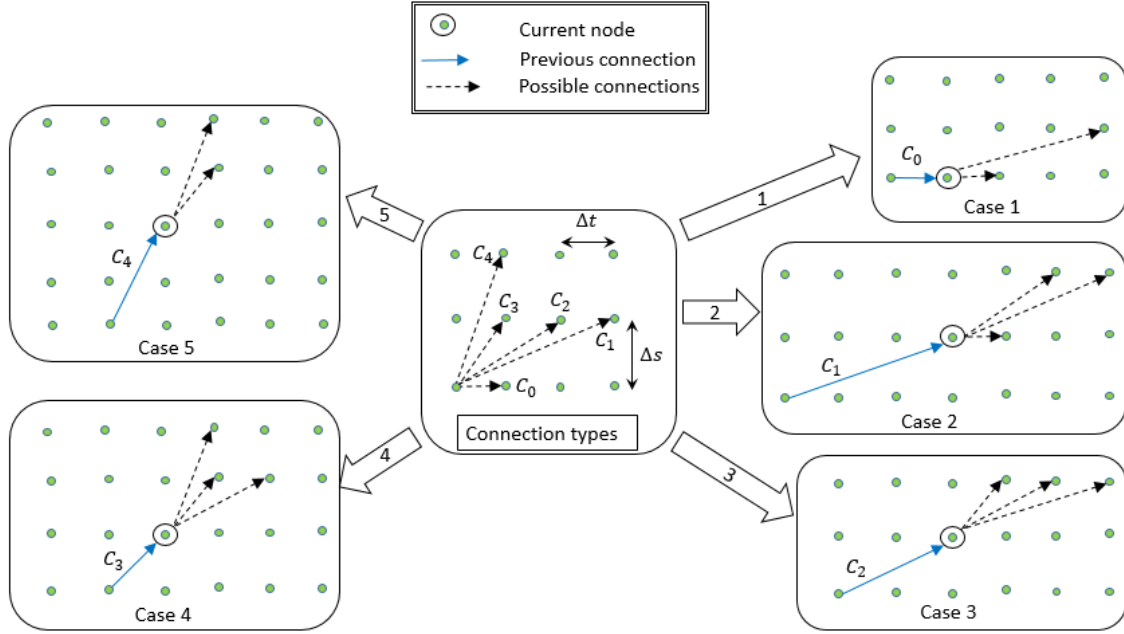 Current node
Previous connection
Possible connections
C₀
Case 1
1
5
C₄
Case 5
Δt
C₄
C₃
C₂
C₁
Δs
C₀
Connection types
2
C₁
Case 2
4
3
C₃
Case 4
C₂
Case 3